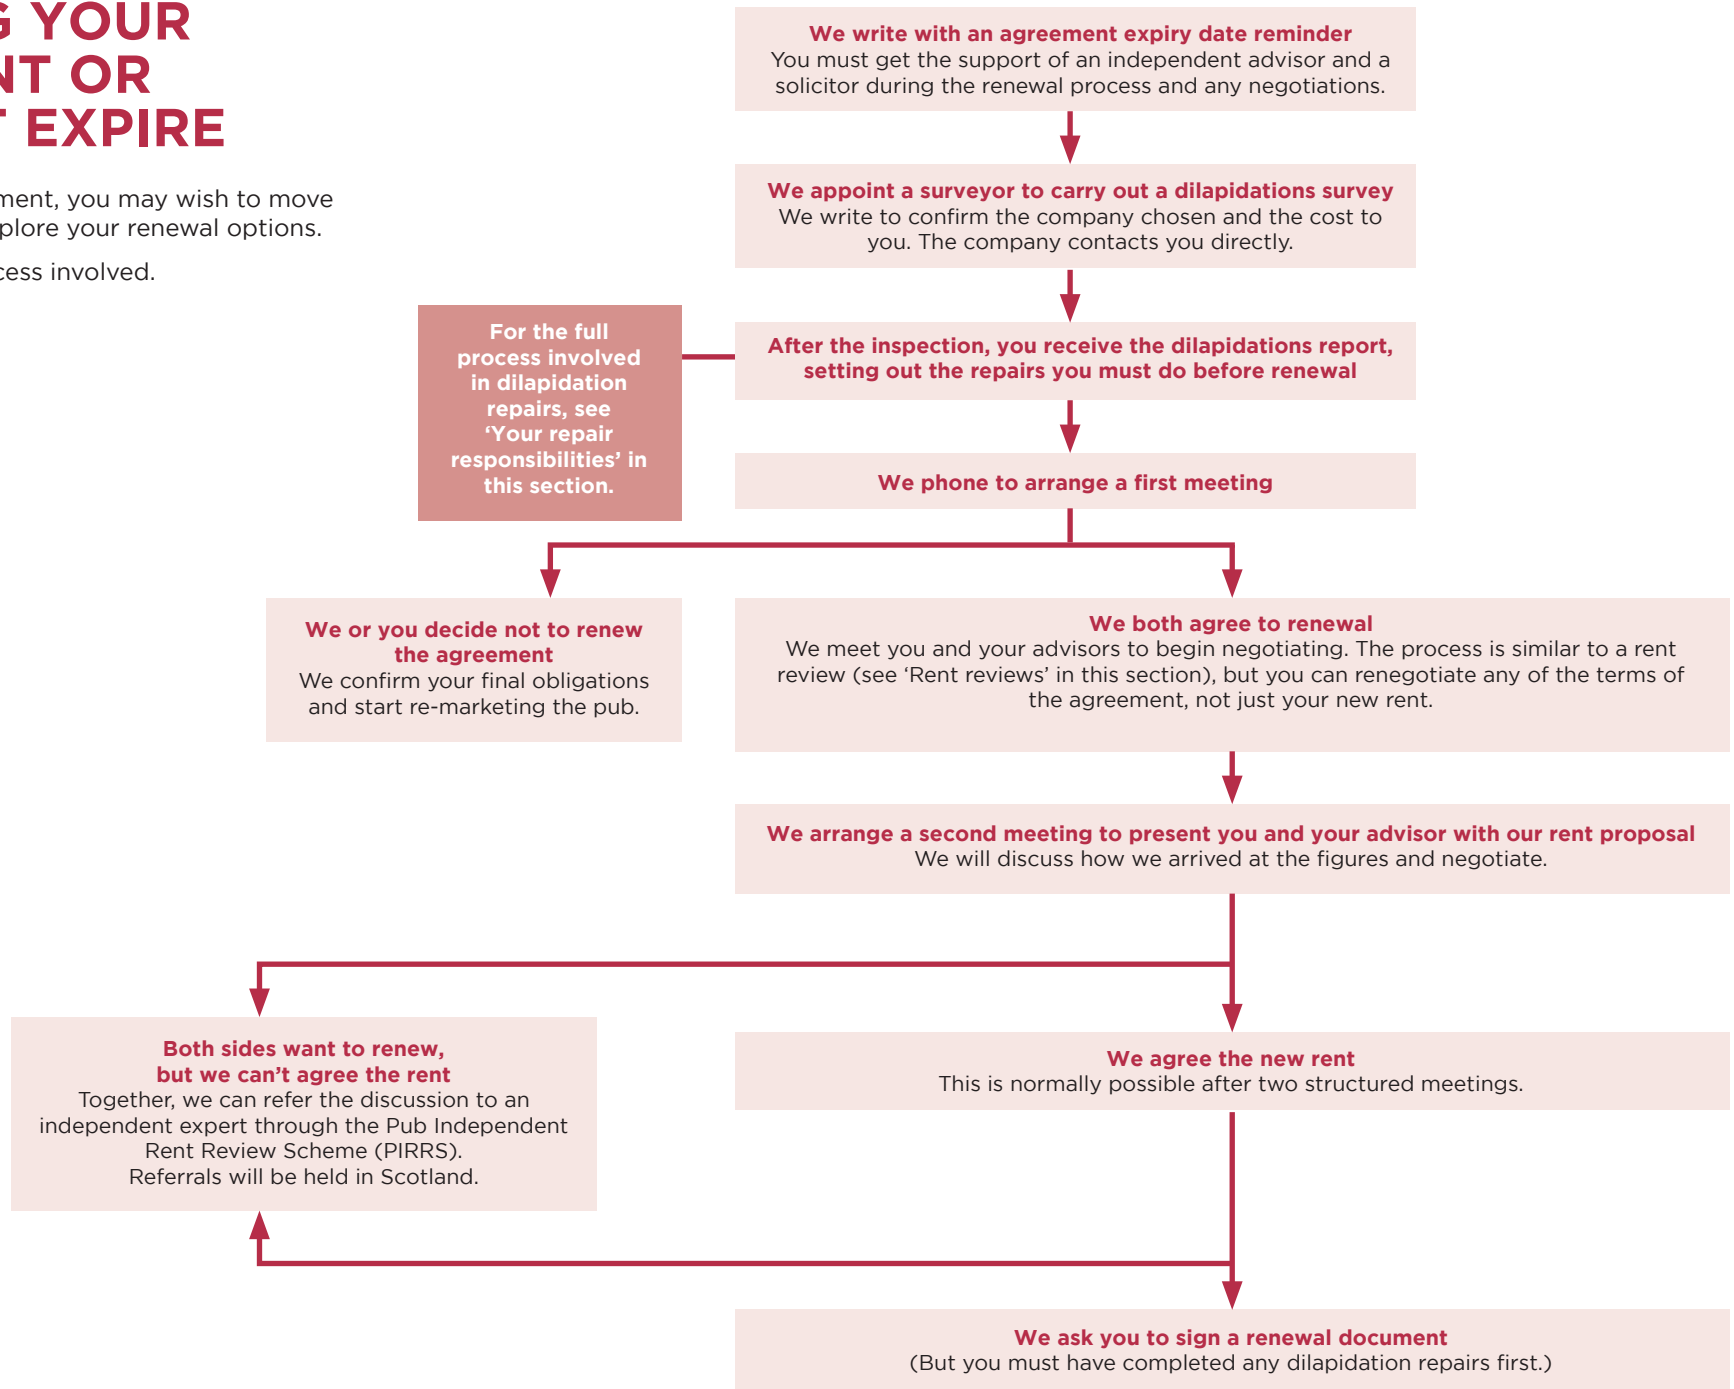 G YOUR
NT OR
T EXPIRE
ment, you may wish to move
plore your renewal options.
cess involved.
We write with an agreement expiry date reminder
You must get the support of an independent advisor and a
solicitor during the renewal process and any negotiations.
We appoint a surveyor to carry out a dilapidations survey
We write to confirm the company chosen and the cost to
you. The company contacts you directly.
For the full
process involved
in dilapidation
repairs, see
‘Your repair
responsibilities’ in
this section.
After the inspection, you receive the dilapidations report,
setting out the repairs you must do before renewal
We phone to arrange a first meeting
We or you decide not to renew
the agreement
We confirm your final obligations
and start re-marketing the pub.
We both agree to renewal
We meet you and your advisors to begin negotiating. The process is similar to a rent
review (see ‘Rent reviews’ in this section), but you can renegotiate any of the terms of
the agreement, not just your new rent.
We arrange a second meeting to present you and your advisor with our rent proposal
We will discuss how we arrived at the figures and negotiate.
Both sides want to renew,
but we can’t agree the rent
Together, we can refer the discussion to an
independent expert through the Pub Independent
Rent Review Scheme (PIRRS).
Referrals will be held in Scotland.
We agree the new rent
This is normally possible after two structured meetings.
We ask you to sign a renewal document
(But you must have completed any dilapidation repairs first.)